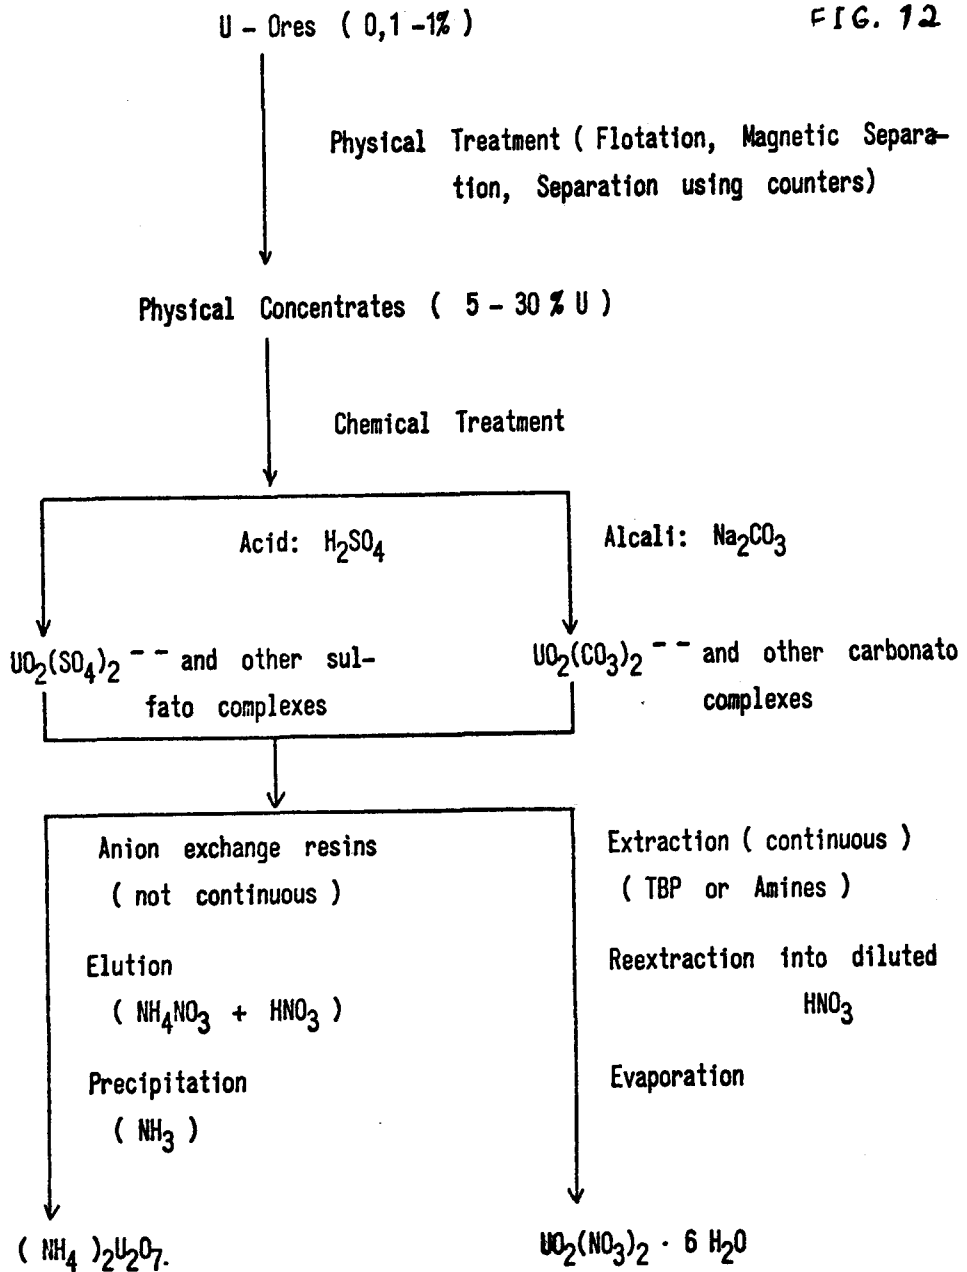 U - Ores ( 0,1 -1% )
FIG. 12
Physical Treatment ( Flotation, Magnetic Separa-
tion, Separation using counters)
Physical Concentrates ( 5 - 30 % U )
Chemical Treatment
Acid: H₂SO₄
Alcali: Na₂CO₃
UO₂(SO₄)₂ - - and other sul-
fato complexes
UO₂(CO₃)₂ - - and other carbonato
complexes
Anion exchange resins
( not continuous )
Elution
( NH₄NO₃ + HNO₃ )
Precipitation
( NH₃ )
Extraction ( continuous )
( TBP or Amines )
Reextraction into diluted
HNO₃
Evaporation
( NH₄ )₂U₂O₇.
UO₂(NO₃)₂ · 6 H₂O